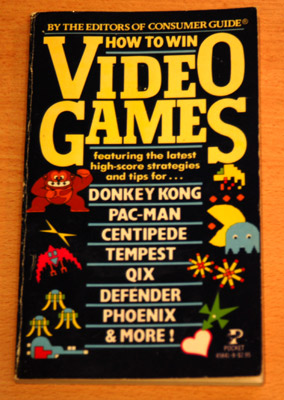 BY THE EDITORS OF CONSUMER GUIDE®
HOW TO WIN
VIDEO
GAMES
featuring the latest
high-score strategies
and tips for...
DONKEY KONG
PAC-MAN
CENTIPEDE
TEMPEST
QIX
DEFENDER
PHOENIX
& MORE!
POCKET